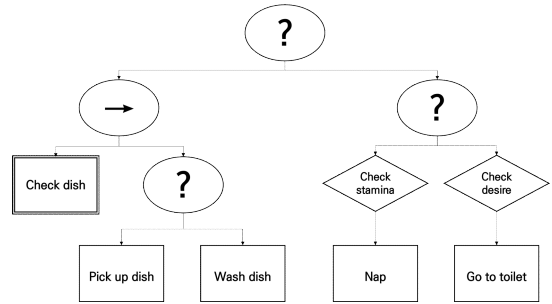 ?
→
?
Check dish
?
Check
stamina
Check
desire
Pick up dish
Wash dish
Nap
Go to toilet